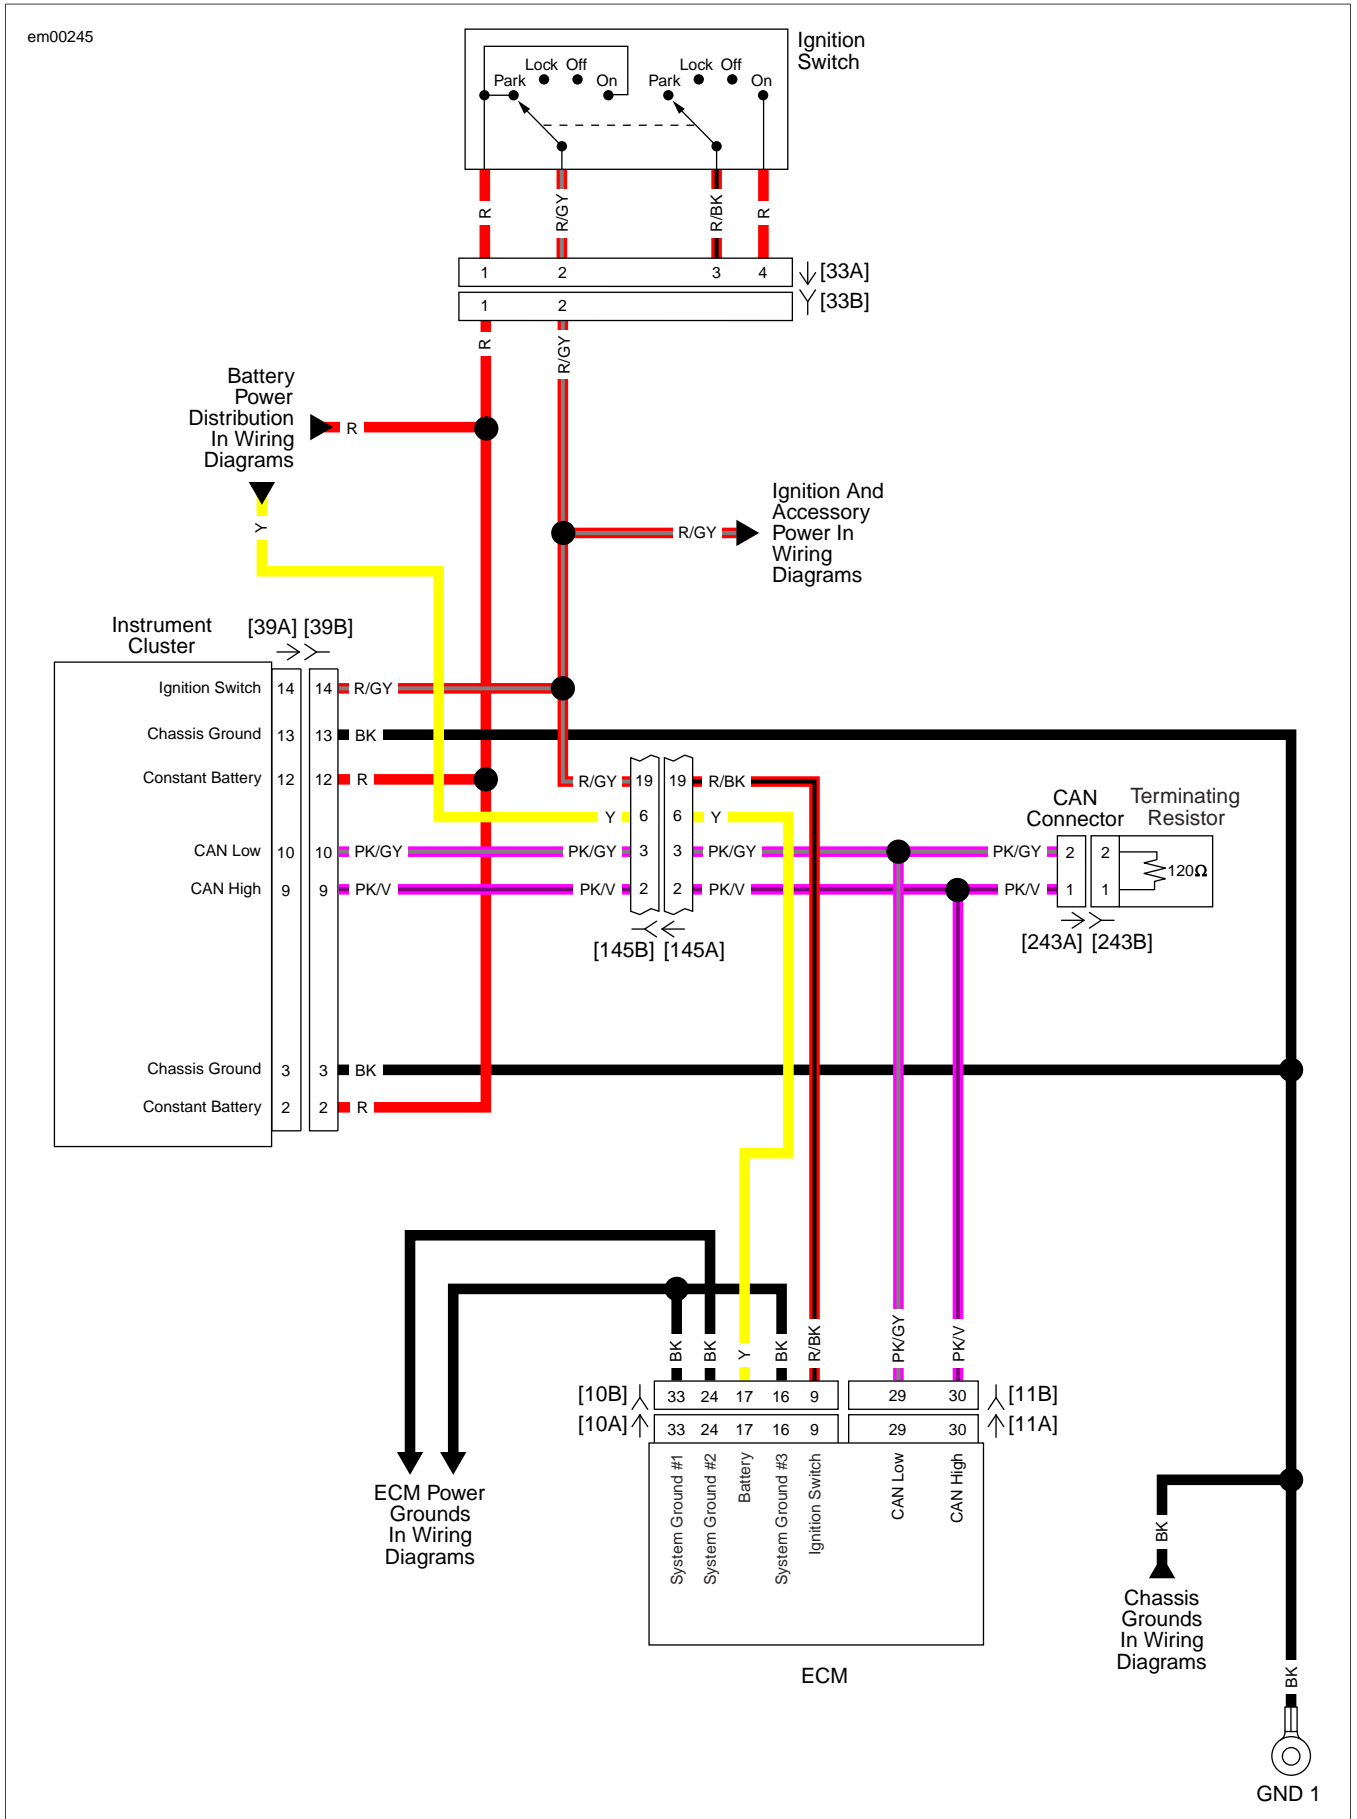 em00245
Ignition
Switch
Lock Off
Park On
Lock Off
Park On
R
R/GY
R/BK
R
1 2 3 4 [33A]
1 2 [33B]
R
R/GY
Battery
Power
Distribution
In Wiring
Diagrams
R
Y
Ignition And
Accessory
Power In
Wiring
Diagrams
R/GY
Instrument
Cluster
[39A] [39B]
Ignition Switch 14 14 R/GY
Chassis Ground 13 13 BK
Constant Battery 12 12 R
R/GY 19 19 R/BK
Y 6 6 Y
CAN Low 10 10 PK/GY PK/GY 3 3 PK/GY PK/GY 2 2
CAN High 9 9 PK/V PK/V 2 2 PK/V PK/V 1 1
CAN
Connector
Terminating
Resistor
120Ω
[145B] [145A]
[243A] [243B]
Chassis Ground 3 3 BK
Constant Battery 2 2 R
BK
BK
Y
BK
R/BK
PK/GY
PK/V
[10B] 33 24 17 16 9 29 30 [11B]
[10A] 33 24 17 16 9 29 30 [11A]
System Ground #1
System Ground #2
Battery
System Ground #3
Ignition Switch
CAN Low
CAN High
ECM
ECM Power
Grounds
In Wiring
Diagrams
BK
Chassis
Grounds
In Wiring
Diagrams
BK
GND 1